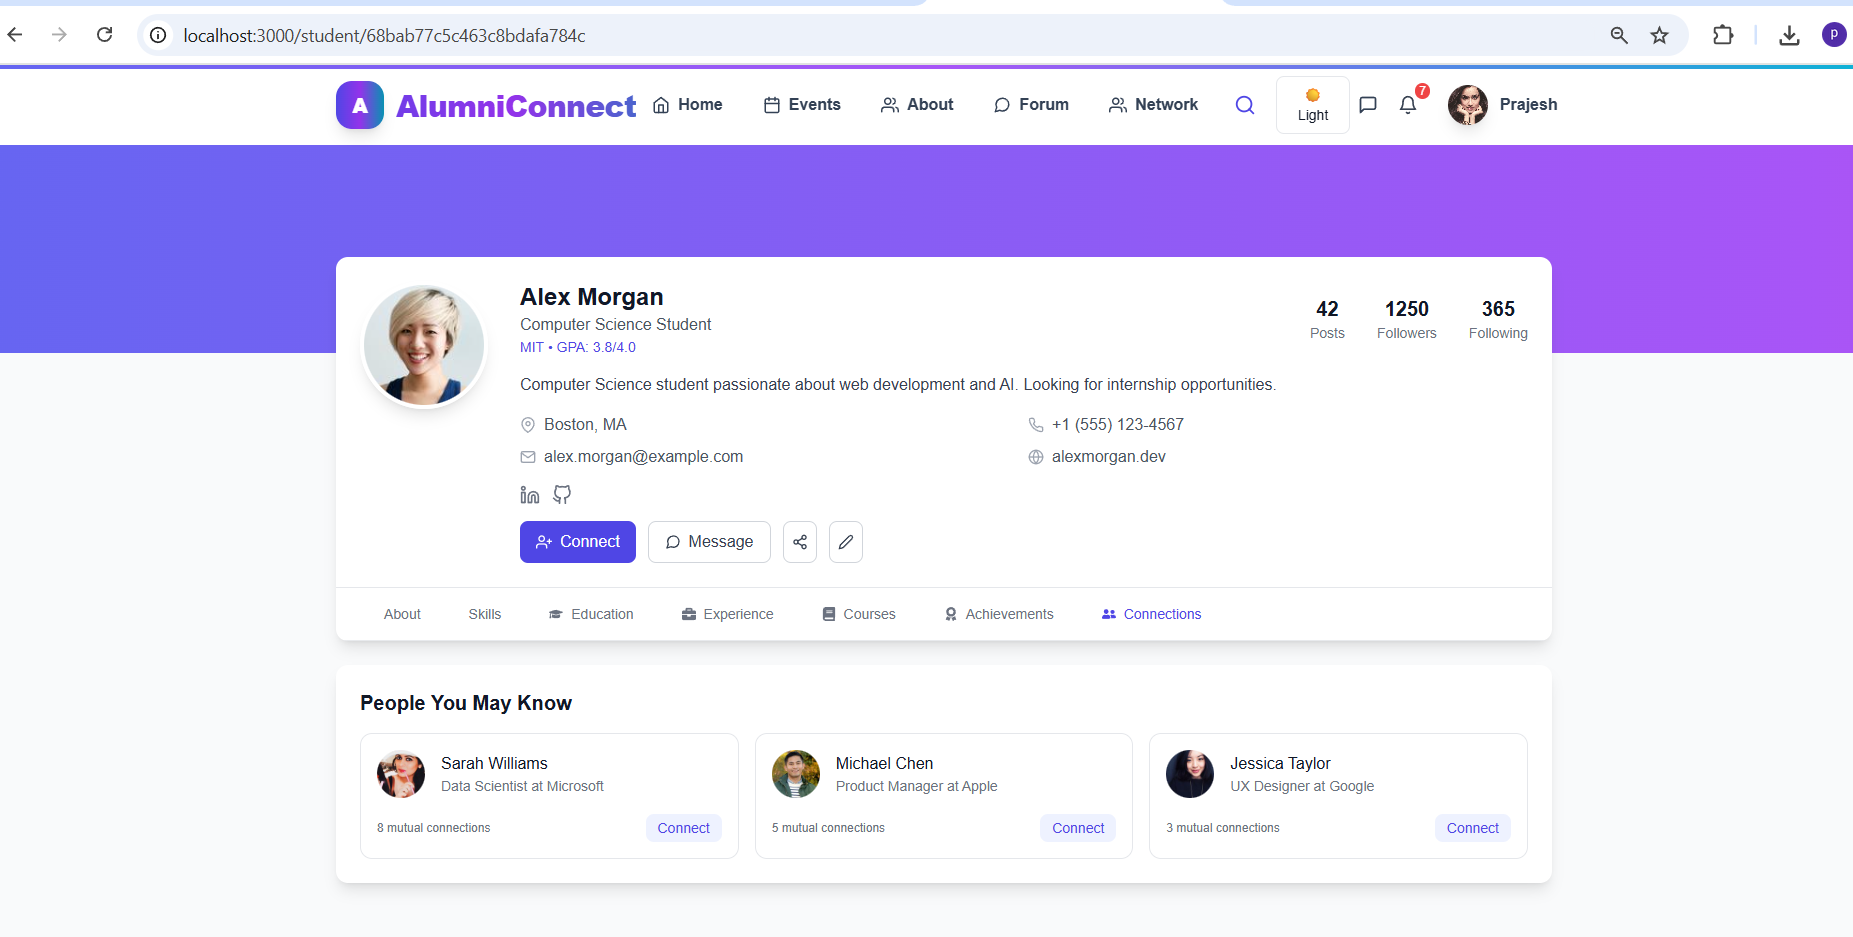 localhost:3000/student/68bab77c5c463c8bdafa784c
p
A AlumniConnect Home Events About Forum Network Light 7 Prajesh
Alex Morgan
Computer Science Student
MIT • GPA: 3.8/4.0
42 1250 365
Posts Followers Following
Computer Science student passionate about web development and AI. Looking for internship opportunities.
Boston, MA +1 (555) 123-4567
alex.morgan@example.com alexmorgan.dev
Connect Message
About Skills Education Experience Courses Achievements Connections
People You May Know
Sarah Williams
Data Scientist at Microsoft
8 mutual connections Connect
Michael Chen
Product Manager at Apple
5 mutual connections Connect
Jessica Taylor
UX Designer at Google
3 mutual connections Connect